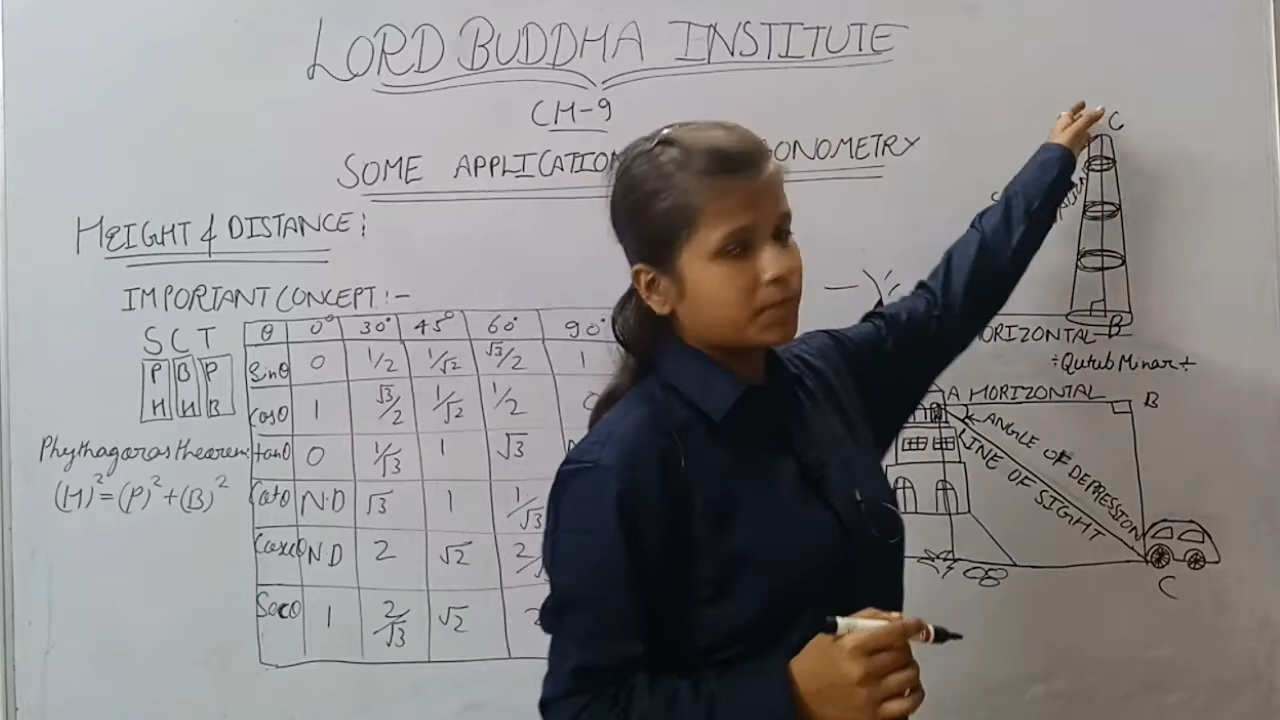 LORD BUDDHA INSTITUTE
CH-9
SOME APPLICATION ONOMETRY
HEIGHT & DISTANCE:
IMPORTANT CONCEPT :-
S C T
P B P
H H B
Phythagoras theorem:
(H)² = (P)² + (B)²
θ 0° 30° 45° 60° 90°
Sinθ 0 1/2 1/√2 √3/2 1
Cosθ 1 √3/2 1/√2 1/2 0
tanθ 0 1/√3 1 √3
Cotθ N.D √3 1 1/√3
N.D 2 √2 2/√
Secθ 1 2/√3 √2 2
C
B
HORIZONTAL
÷Qutub Minar÷
A HORIZONTAL B
ANGLE OF DEPRESSION
LINE OF SIGHT
C